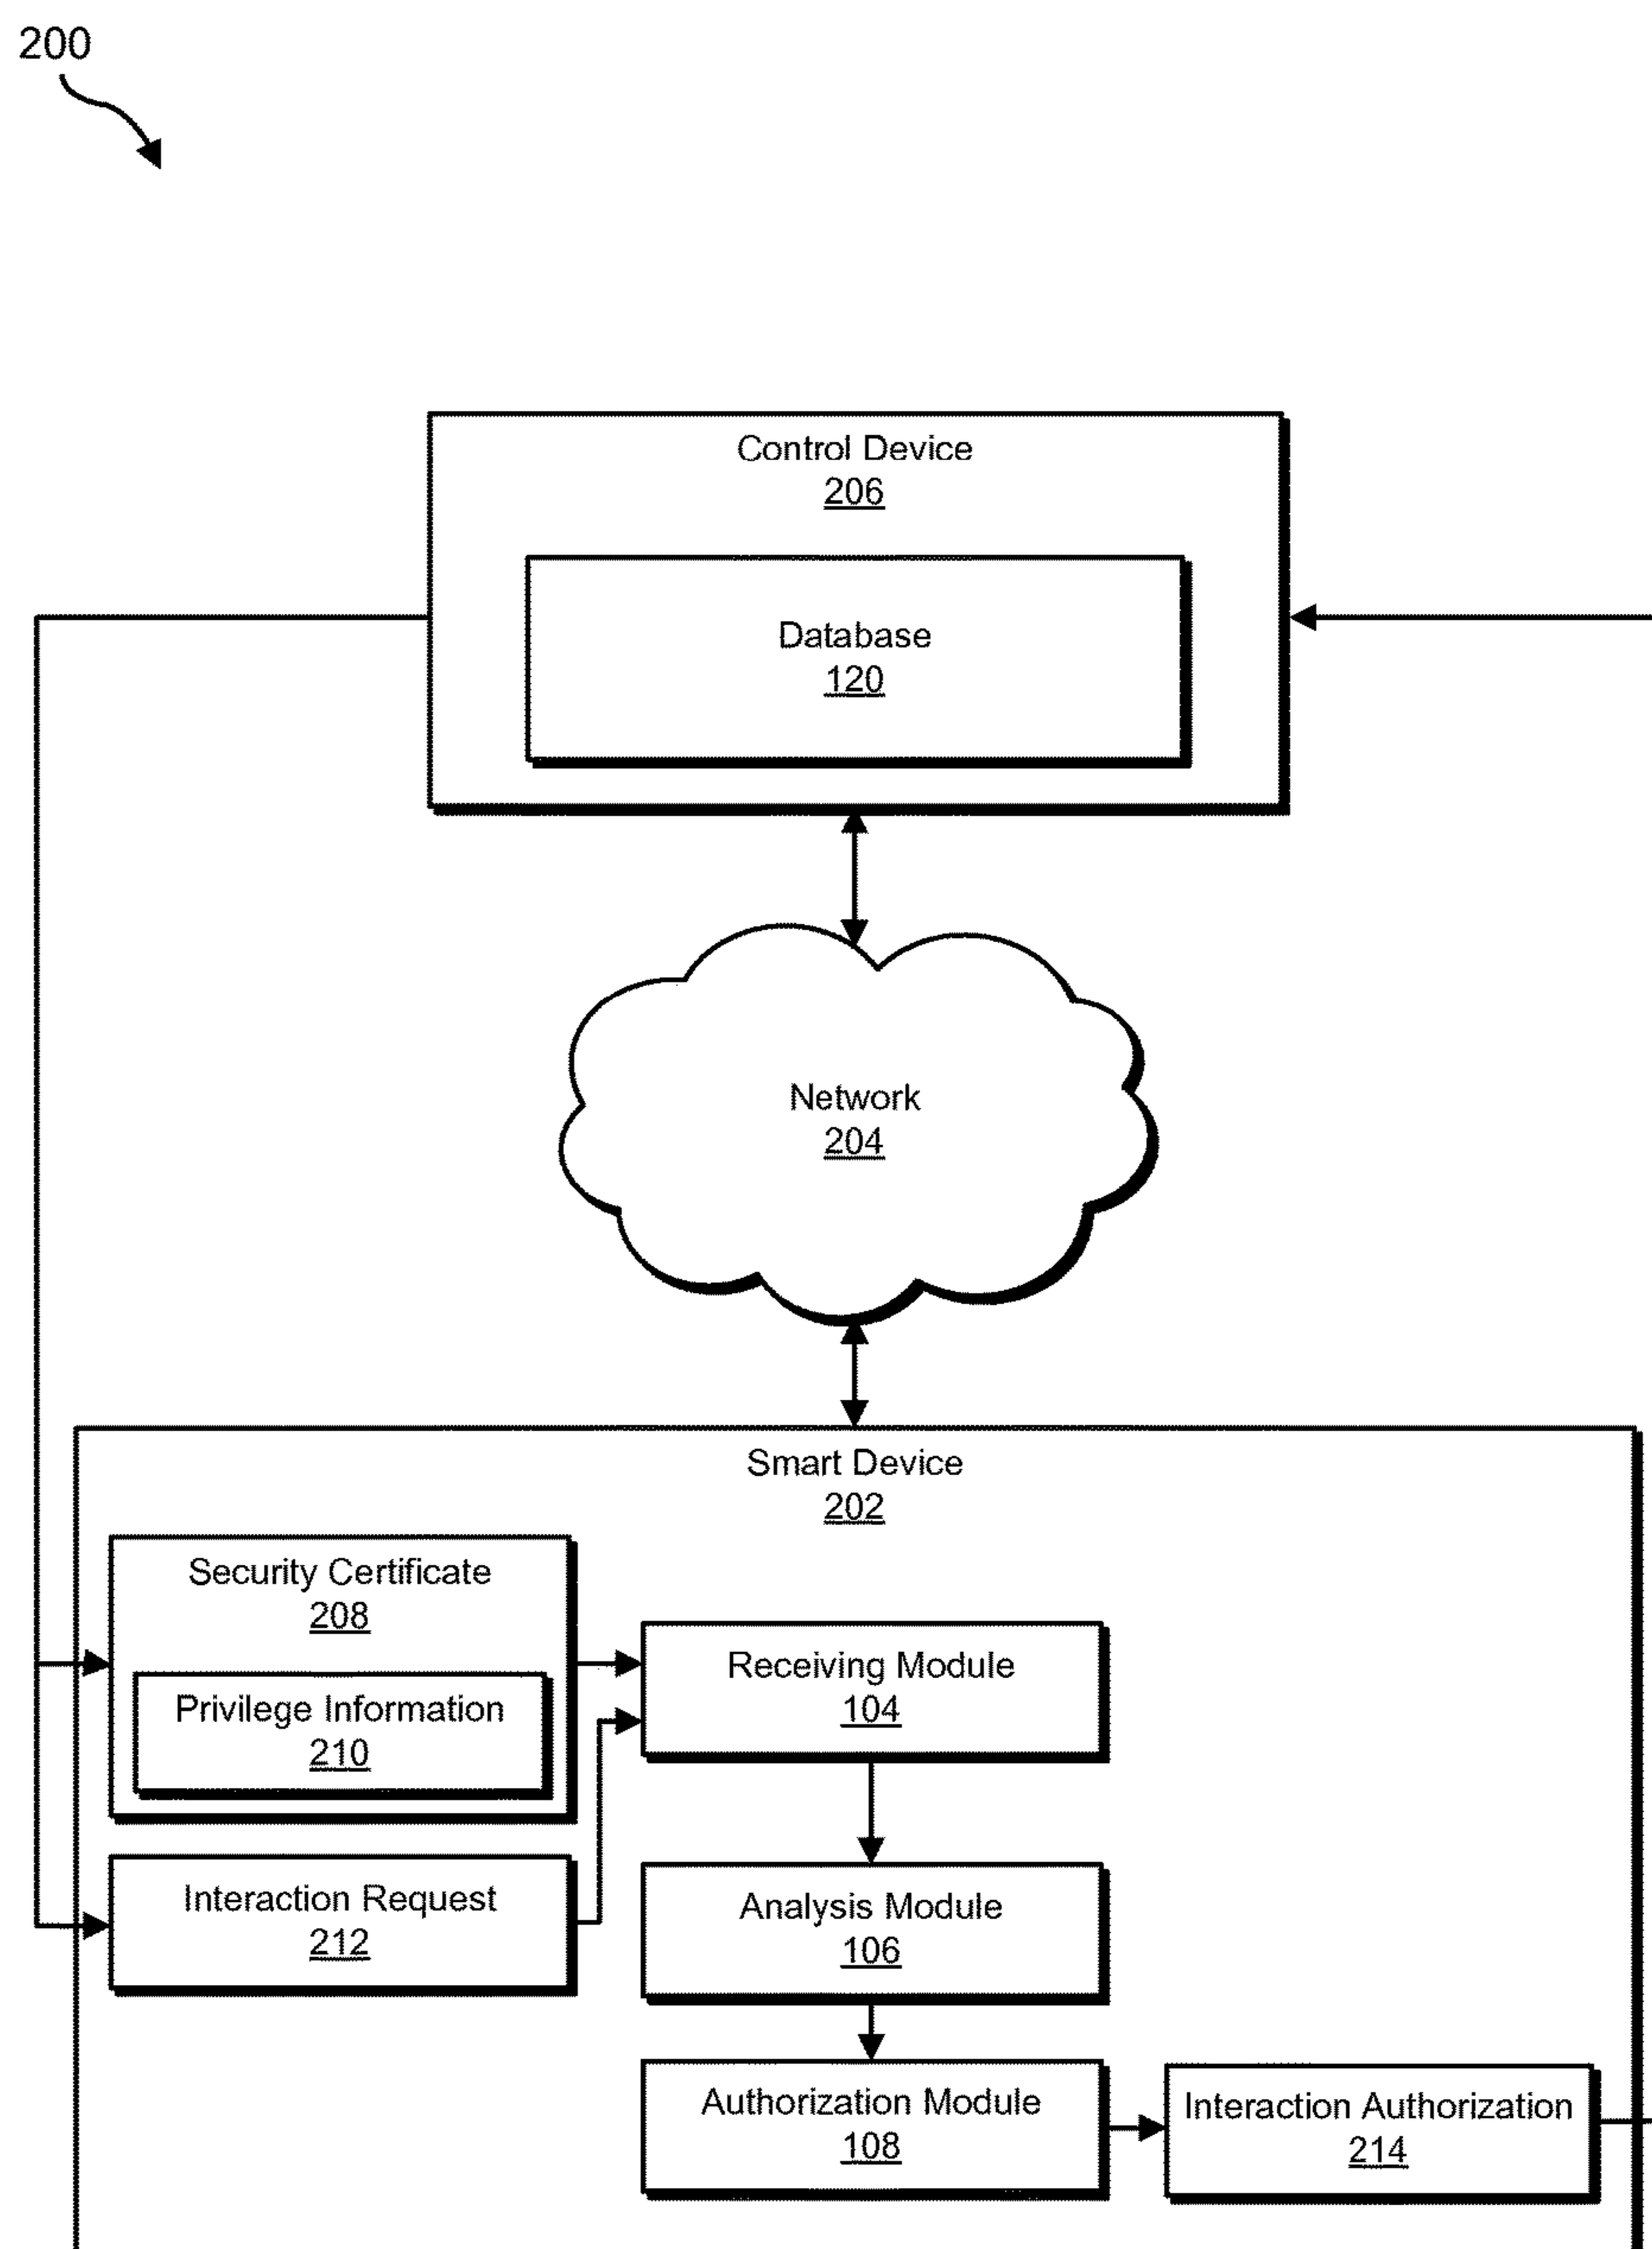 200
Control Device
206
Database
120
Network
204
Smart Device
202
Security Certificate
208
Privilege Information
210
Interaction Request
212
Receiving Module
104
Analysis Module
106
Authorization Module
108
Interaction Authorization
214